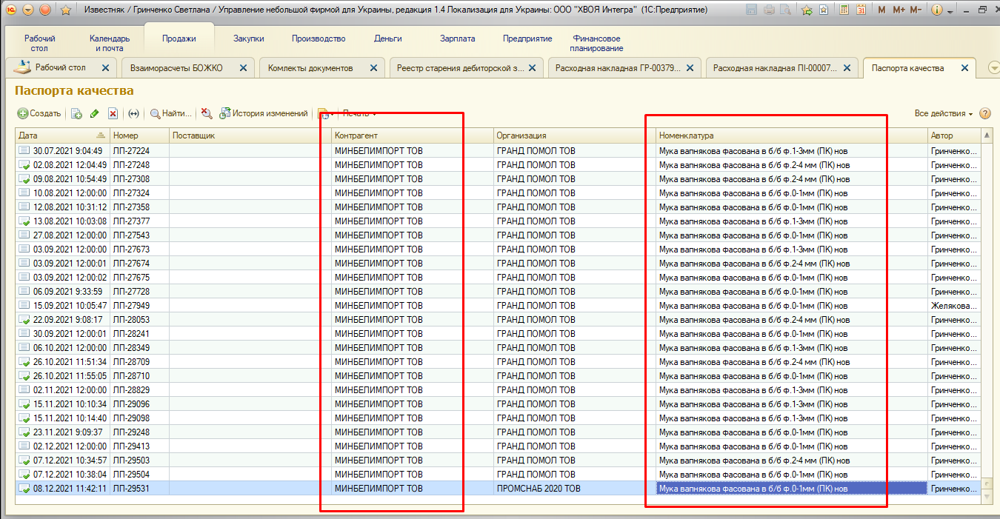 Известняк / Гринченко Светлана / Управление небольшой фирмой для Украины, редакция 1.4 Локализация для Украины: ООО "ХВОЯ Интегра" (1С:Предприятие)
M M+ M-
Рабочий стол Календарь и почта Продажи Закупки Производство Деньги Зарплата Предприятие Финансовое планирование
Рабочий стол Взаиморасчеты БОЖКО Комлекты документов Реестр старения дебиторской з... Расходная накладная ГР-00379... Расходная накладная ПІ-00007... Паспорта качества
Паспорта качества
Создать Найти... История изменений Печать Все действия
Дата Номер Поставщик Контрагент Организация Номенклатура Автор
30.07.2021 9:04:49 ЛП-27224 МИНБЕЛИМПОРТ ТОВ ГРАНД ПОМОЛ ТОВ Мука вапнякова фасована в б/б ф.1-3мм (ПК) нов Гринченко...
02.08.2021 12:04:49 ЛП-27248 МИНБЕЛИМПОРТ ТОВ ГРАНД ПОМОЛ ТОВ Мука вапнякова фасована в б/б ф.2-4 мм (ПК) нов Гринченко...
09.08.2021 10:54:49 ЛП-27308 МИНБЕЛИМПОРТ ТОВ ГРАНД ПОМОЛ ТОВ Мука вапнякова фасована в б/б ф.2-4 мм (ПК) нов Гринченко...
10.08.2021 12:00:00 ЛП-27324 МИНБЕЛИМПОРТ ТОВ ГРАНД ПОМОЛ ТОВ Мука вапнякова фасована в б/б ф.0-1мм (ПК) нов Гринченко...
12.08.2021 10:31:12 ЛП-27358 МИНБЕЛИМПОРТ ТОВ ГРАНД ПОМОЛ ТОВ Мука вапнякова фасована в б/б ф.0-1мм (ПК) нов Гринченко...
13.08.2021 10:03:08 ЛП-27377 МИНБЕЛИМПОРТ ТОВ ГРАНД ПОМОЛ ТОВ Мука вапнякова фасована в б/б ф.1-3мм (ПК) нов Гринченко...
27.08.2021 12:00:00 ЛП-27543 МИНБЕЛИМПОРТ ТОВ ГРАНД ПОМОЛ ТОВ Мука вапнякова фасована в б/б ф.0-1мм (ПК) нов Гринченко...
03.09.2021 12:00:00 ЛП-27673 МИНБЕЛИМПОРТ ТОВ ГРАНД ПОМОЛ ТОВ Мука вапнякова фасована в б/б ф.1-3мм (ПК) нов Гринченко...
03.09.2021 12:00:01 ЛП-27674 МИНБЕЛИМПОРТ ТОВ ГРАНД ПОМОЛ ТОВ Мука вапнякова фасована в б/б ф.2-4 мм (ПК) нов Гринченко...
03.09.2021 12:00:02 ЛП-27675 МИНБЕЛИМПОРТ ТОВ ГРАНД ПОМОЛ ТОВ Мука вапнякова фасована в б/б ф.0-1мм (ПК) нов Гринченко...
06.09.2021 9:33:59 ЛП-27728 МИНБЕЛИМПОРТ ТОВ ГРАНД ПОМОЛ ТОВ Мука вапнякова фасована в б/б ф.0-1мм (ПК) нов Гринченко...
15.09.2021 10:05:47 ЛП-27949 МИНБЕЛИМПОРТ ТОВ ГРАНД ПОМОЛ ТОВ Мука вапнякова фасована в б/б ф.0-1мм (ПК) нов Желякова...
22.09.2021 9:08:17 ЛП-28053 МИНБЕЛИМПОРТ ТОВ ГРАНД ПОМОЛ ТОВ Мука вапнякова фасована в б/б ф.2-4 мм (ПК) нов Гринченко...
30.09.2021 12:00:01 ЛП-28241 МИНБЕЛИМПОРТ ТОВ ГРАНД ПОМОЛ ТОВ Мука вапнякова фасована в б/б ф.0-1мм (ПК) нов Гринченко...
06.10.2021 12:00:00 ЛП-28349 МИНБЕЛИМПОРТ ТОВ ГРАНД ПОМОЛ ТОВ Мука вапнякова фасована в б/б ф.1-3мм (ПК) нов Гринченко...
26.10.2021 11:51:34 ЛП-28709 МИНБЕЛИМПОРТ ТОВ ГРАНД ПОМОЛ ТОВ Мука вапнякова фасована в б/б ф.2-4 мм (ПК) нов Гринченко...
26.10.2021 11:55:05 ЛП-28710 МИНБЕЛИМПОРТ ТОВ ГРАНД ПОМОЛ ТОВ Мука вапнякова фасована в б/б ф.0-1мм (ПК) нов Гринченко...
02.11.2021 12:00:00 ЛП-28829 МИНБЕЛИМПОРТ ТОВ ГРАНД ПОМОЛ ТОВ Мука вапнякова фасована в б/б ф.1-3мм (ПК) нов Гринченко...
15.11.2021 10:10:34 ЛП-29096 МИНБЕЛИМПОРТ ТОВ ГРАНД ПОМОЛ ТОВ Мука вапнякова фасована в б/б ф.1-3мм (ПК) нов Гринченко...
15.11.2021 10:14:40 ЛП-29098 МИНБЕЛИМПОРТ ТОВ ГРАНД ПОМОЛ ТОВ Мука вапнякова фасована в б/б ф.1-3мм (ПК) нов Гринченко...
23.11.2021 9:09:37 ЛП-29248 МИНБЕЛИМПОРТ ТОВ ГРАНД ПОМОЛ ТОВ Мука вапнякова фасована в б/б ф.0-1мм (ПК) нов Гринченко...
02.12.2021 12:00:00 ЛП-29413 МИНБЕЛИМПОРТ ТОВ ГРАНД ПОМОЛ ТОВ Мука вапнякова фасована в б/б ф.0-1мм (ПК) нов Гринченко...
07.12.2021 10:34:57 ЛП-29503 МИНБЕЛИМПОРТ ТОВ ГРАНД ПОМОЛ ТОВ Мука вапнякова фасована в б/б ф.2-4 мм (ПК) нов Гринченко...
07.12.2021 10:38:04 ЛП-29504 МИНБЕЛИМПОРТ ТОВ ГРАНД ПОМОЛ ТОВ Мука вапнякова фасована в б/б ф.0-1мм (ПК) нов Гринченко...
08.12.2021 11:42:11 ЛП-29531 МИНБЕЛИМПОРТ ТОВ ПРОМСНАБ 2020 ТОВ Мука вапнякова фасована в б/б ф.0-1мм (ПК) нов Гринченко...